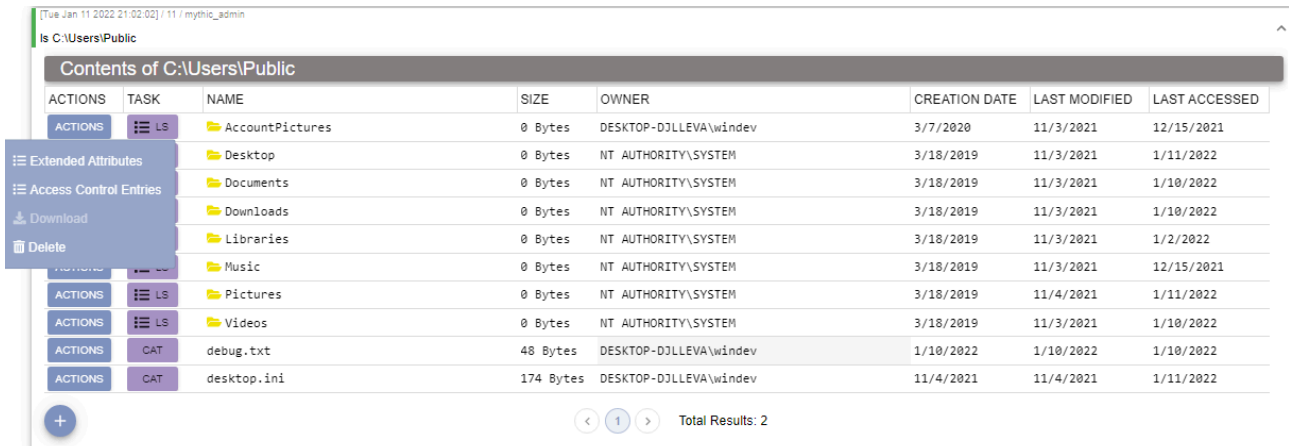 [Tue Jan 11 2022 21:02:02] / 11 / mythic_admin
ls C:\Users\Public
Contents of C:\Users\Public
ACTIONS TASK NAME SIZE OWNER CREATION DATE LAST MODIFIED LAST ACCESSED
ACTIONS LS AccountPictures 0 Bytes DESKTOP-DJLLEVA\windev 3/7/2020 11/3/2021 12/15/2021
Extended Attributes
Desktop 0 Bytes NT AUTHORITY\SYSTEM 3/18/2019 11/3/2021 1/11/2022
Access Control Entries
Documents 0 Bytes NT AUTHORITY\SYSTEM 3/18/2019 11/3/2021 1/10/2022
Download
Downloads 0 Bytes NT AUTHORITY\SYSTEM 3/18/2019 11/3/2021 1/10/2022
Delete
Libraries 0 Bytes NT AUTHORITY\SYSTEM 3/18/2019 11/3/2021 1/2/2022
Music 0 Bytes NT AUTHORITY\SYSTEM 3/18/2019 11/3/2021 12/15/2021
ACTIONS LS Pictures 0 Bytes NT AUTHORITY\SYSTEM 3/18/2019 11/4/2021 1/11/2022
ACTIONS LS Videos 0 Bytes NT AUTHORITY\SYSTEM 3/18/2019 11/3/2021 1/10/2022
ACTIONS CAT debug.txt 48 Bytes DESKTOP-DJLLEVA\windev 1/10/2022 1/10/2022 1/10/2022
ACTIONS CAT desktop.ini 174 Bytes DESKTOP-DJLLEVA\windev 11/4/2021 11/4/2021 1/11/2022
+ < 1 > Total Results: 2